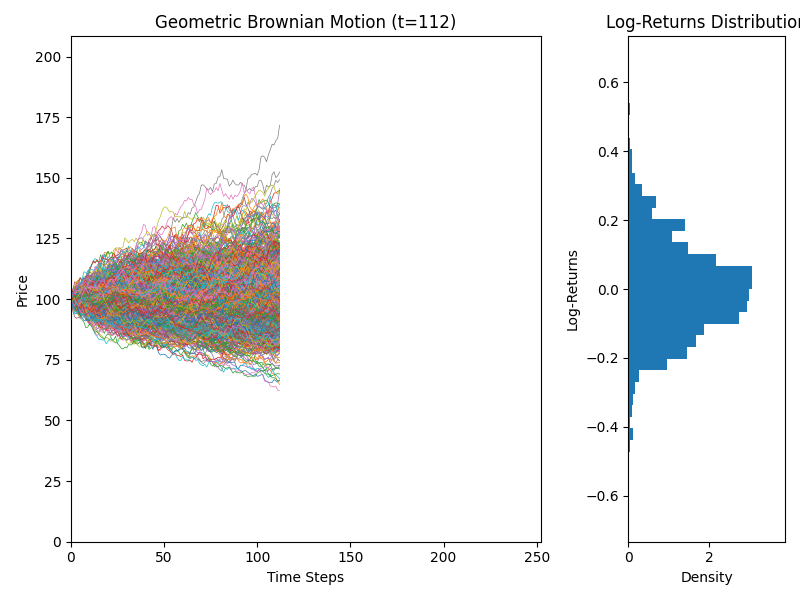 Geometric Brownian Motion (t=112)
Log-Returns Distribution
200
175
150
125
100
75
50
25
0
Price
0 50 100 150 200 250
Time Steps
0.6
0.4
0.2
0.0
−0.2
−0.4
−0.6
Log-Returns
0 2
Density